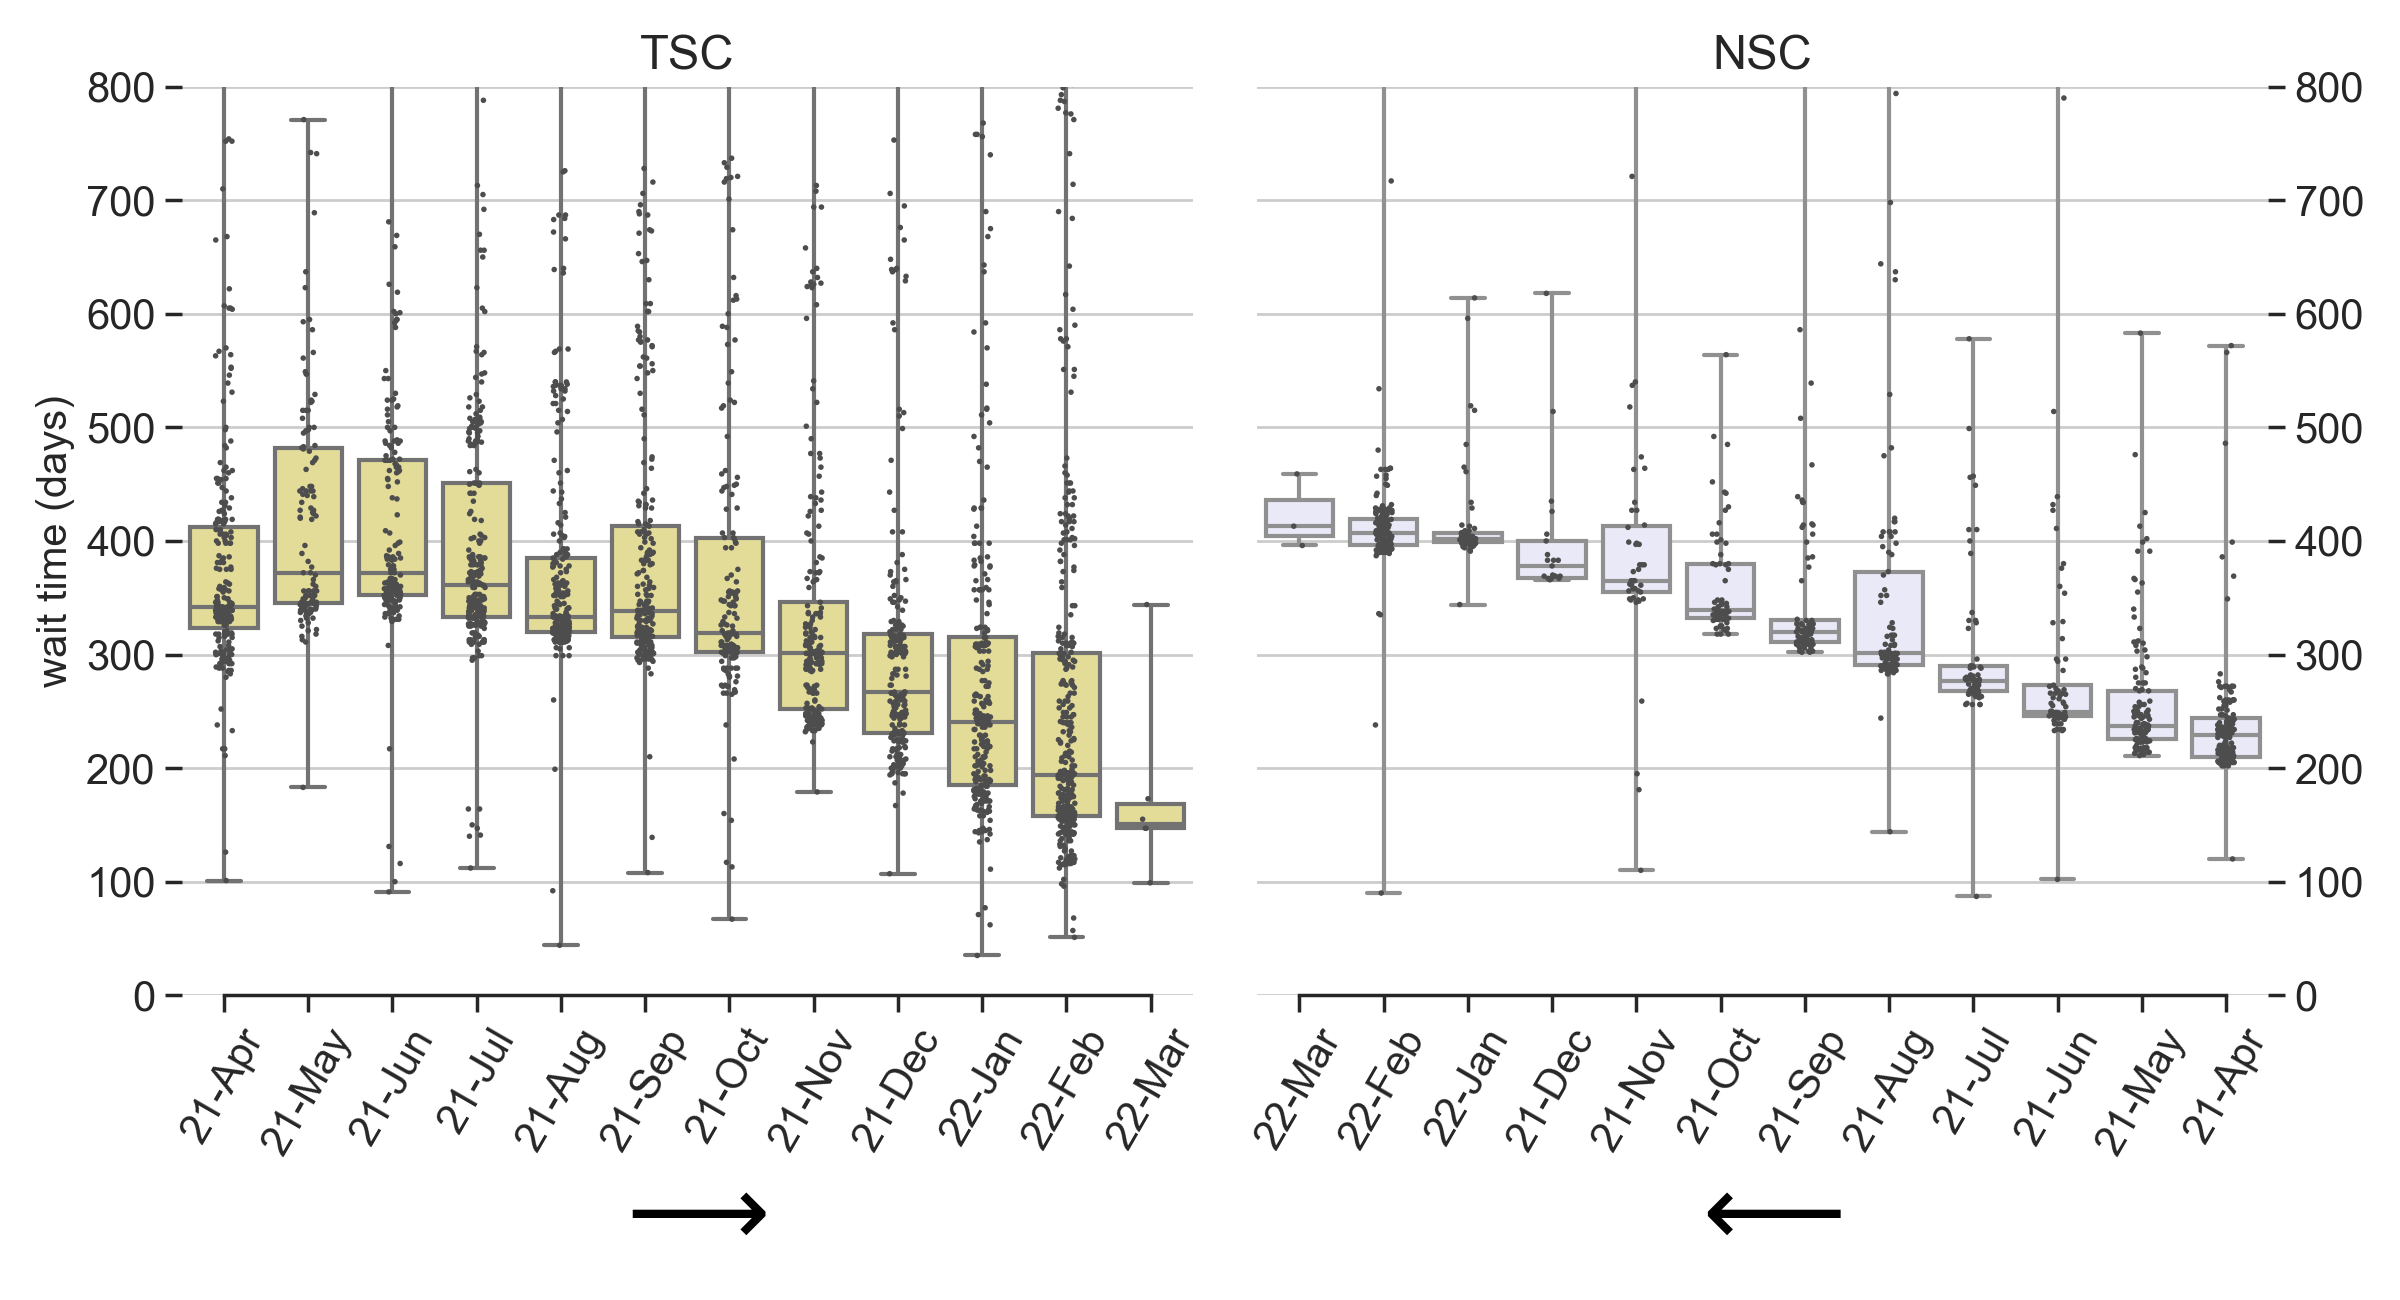 TSC
NSC
wait time (days)
800
700
600
500
400
300
200
100
0
800
700
600
500
400
300
200
100
0
21-Apr
21-May
21-Jun
21-Jul
21-Aug
21-Sep
21-Oct
21-Nov
21-Dec
22-Jan
22-Feb
22-Mar
22-Mar
22-Feb
22-Jan
21-Dec
21-Nov
21-Oct
21-Sep
21-Aug
21-Jul
21-Jun
21-May
21-Apr